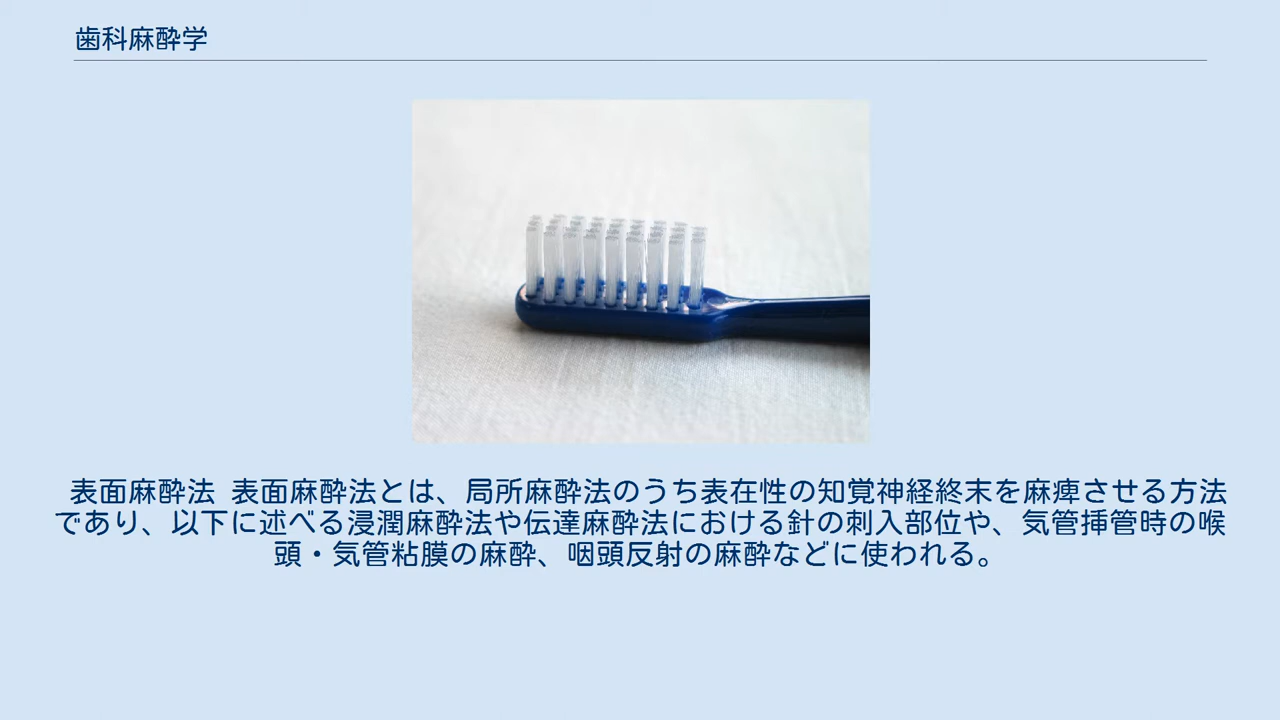 歯科麻酔学
表面麻酔法 表面麻酔法とは、局所麻酔法のうち表在性の知覚神経終末を麻痺させる方法
であり、以下に述べる浸潤麻酔法や伝達麻酔法における針の刺入部位や、気管挿管時の喉
頭・気管粘膜の麻酔、咽頭反射の麻酔などに使われる。